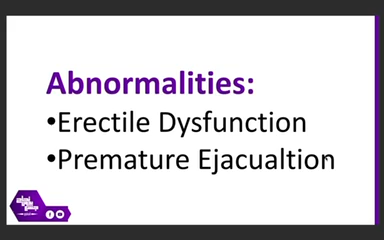 Abnormalities:
•Erectile Dysfunction
•Premature Ejacualtion